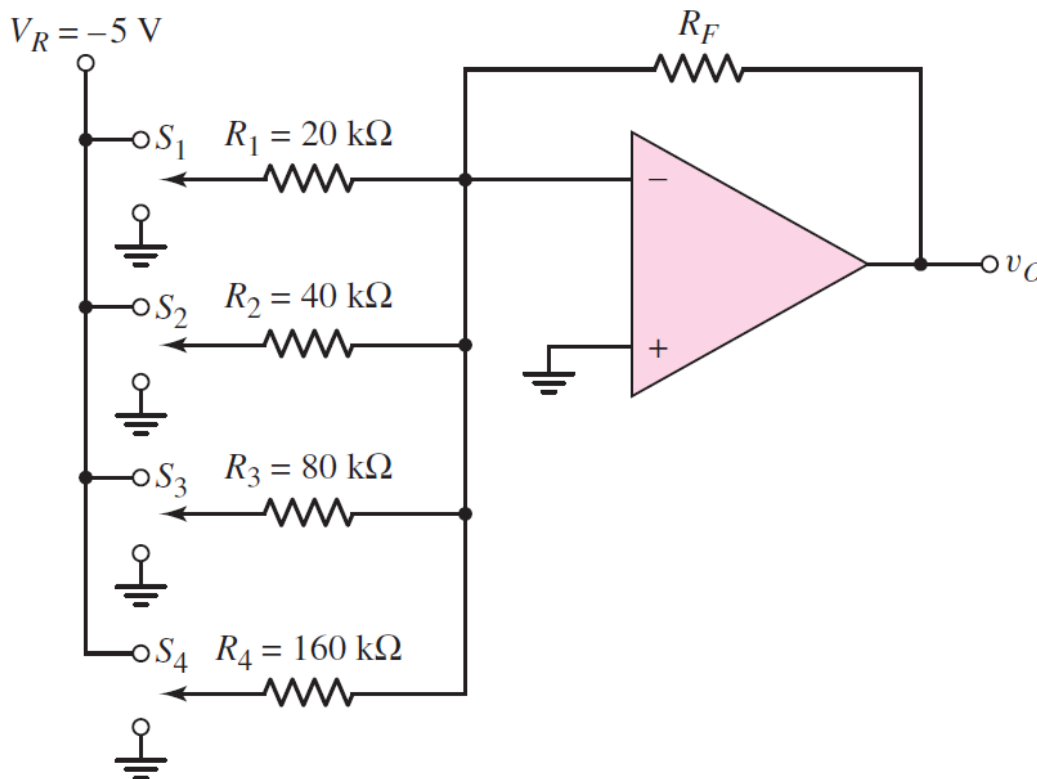 V_R = −5 V
R_F
S_1
R_1 = 20 kΩ
−
S_2
R_2 = 40 kΩ
v_O
+
S_3
R_3 = 80 kΩ
S_4
R_4 = 160 kΩ